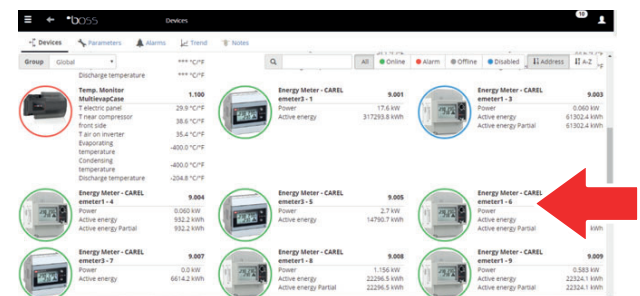 boss
Devices
10
Devices Parameters Alarms Trend Notes
Group Global
*** °C/°F
All Online Alarm Offline Disabled Address A-Z
Discharge temperature *** °C/°F
Temp. Monitor
MultievapCase 1.100
T electric panel 29.9 °C/°F
T near compressor
front side 38.6 °C/°F
T air on inverter 35.4 °C/°F
Evaporating
temperature -400.0 °C/°F
Condensing
temperature -400.0 °C/°F
Discharge temperature -204.8 °C/°F
Energy Meter - CAREL
emeter3 - 1 9.001
Power 17.6 kW
Active energy 317293.8 kWh
Energy Meter - CAREL
emeter1 - 3 9.003
Power 0.060 kW
Active energy 61302.4 kWh
Active energy Partial 61302.4 kWh
Energy Meter - CAREL
emeter1 - 4 9.004
Power 0.060 kW
Active energy 932.2 kWh
Active energy Partial 932.2 kWh
Energy Meter - CAREL
emeter3 - 5 9.005
Power 2.7 kW
Active energy 14790.7 kWh
Energy Meter - CAREL
emeter1 - 6
Power
Active energy
Active energy Partial kWh
Energy Meter - CAREL
emeter3 - 7 9.007
Power 0.0 kW
Active energy 6614.2 kWh
Energy Meter - CAREL
emeter1 - 8 9.008
Power 1.156 kW
Active energy 22296.5 kWh
Active energy Partial 22296.5 kWh
Energy Meter - CAREL
emeter1 - 9 9.009
Power 0.583 kW
Active energy 22324.1 kWh
Active energy Partial 22324.1 kWh